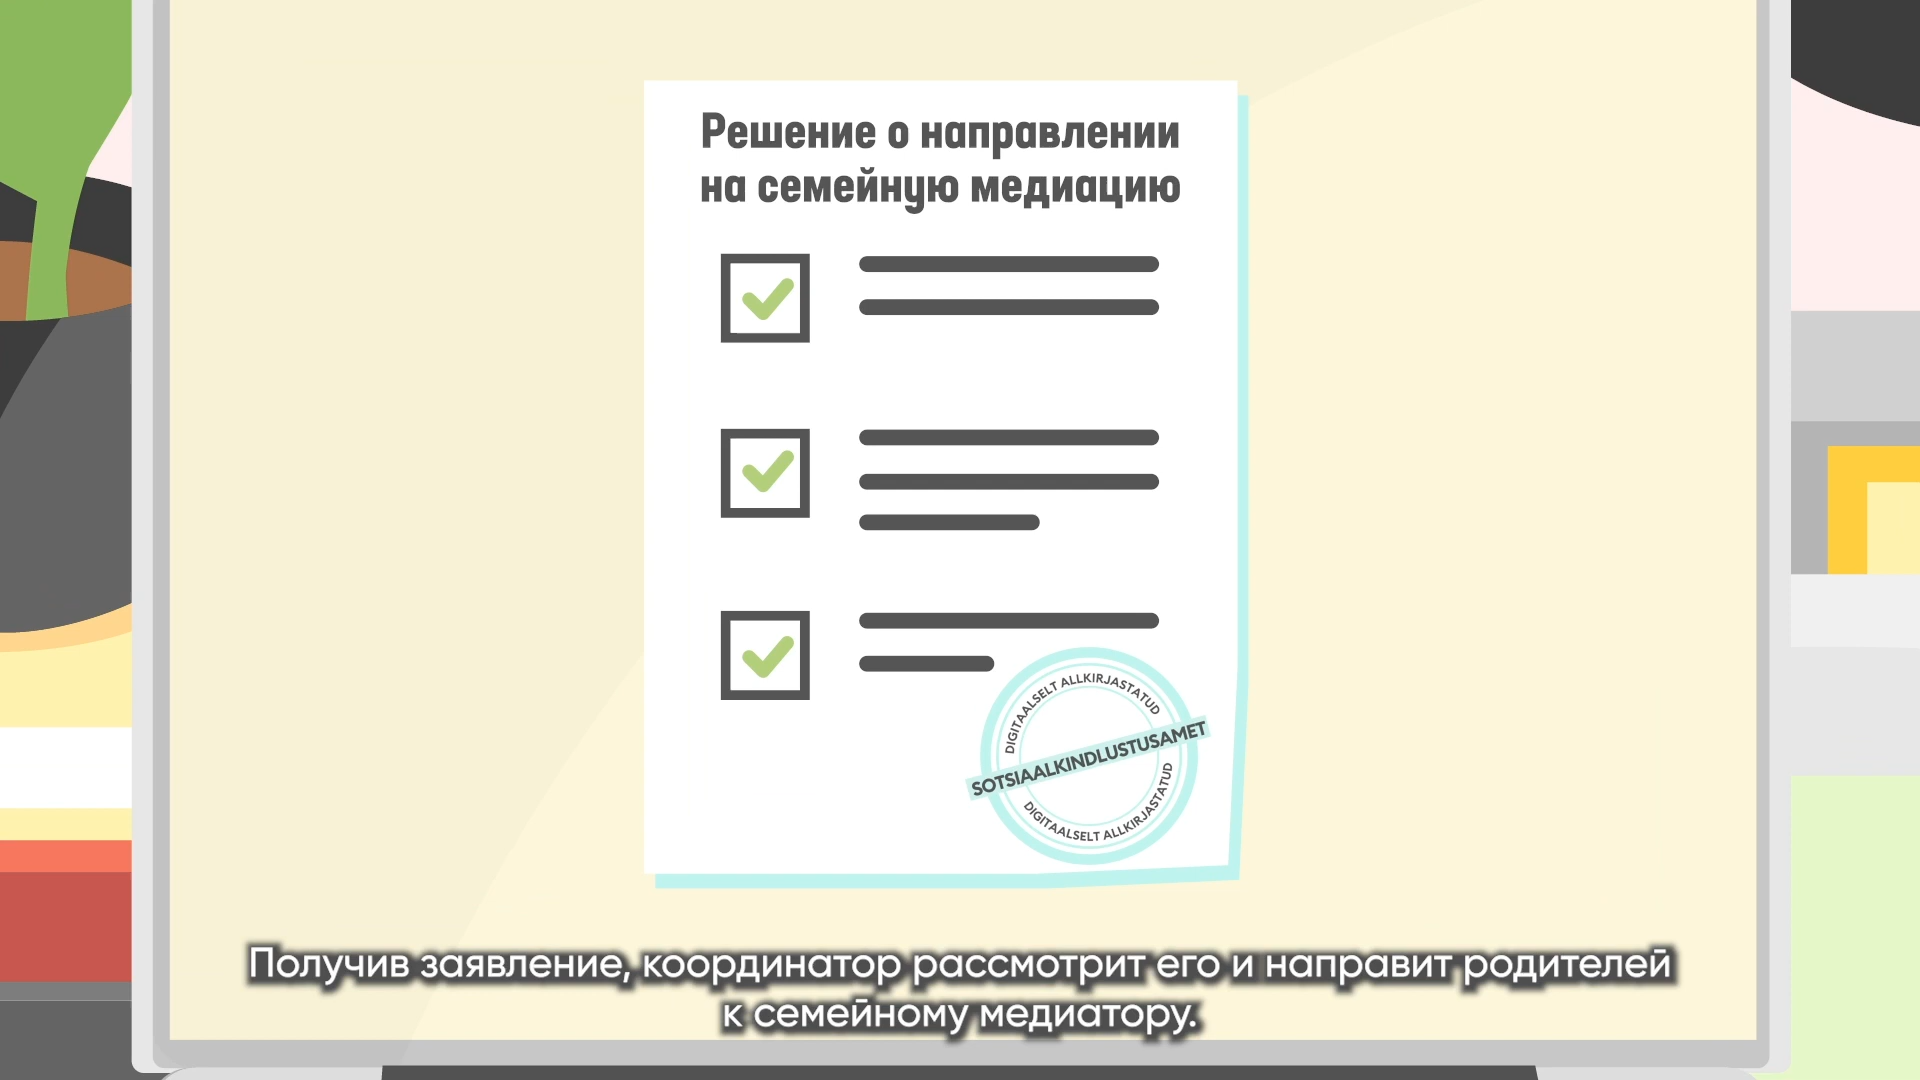 Решение о направлении
на семейную медиацию
DIGITAALSELT ALLKIRJASTATUD
SOTSIAALKINDLUSTUSAMET
DIGITAALSELT ALLKIRJASTATUD
Получив заявление, координатор рассмотрит его и направит родителей
к семейному медиатору.